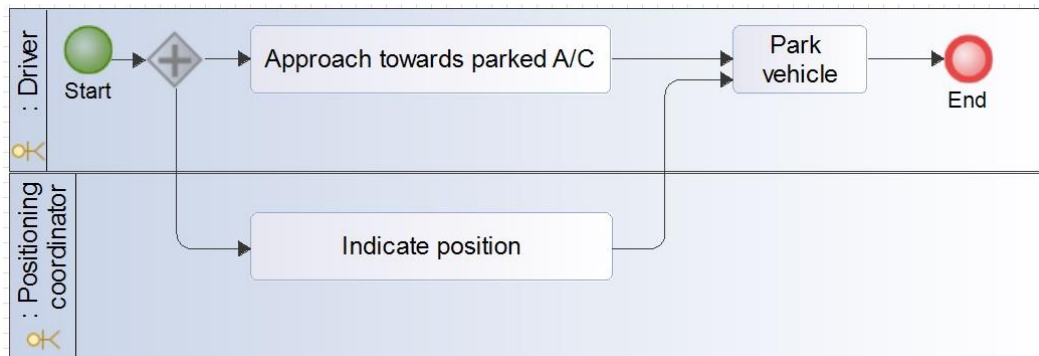 : Driver
Start
Approach towards parked A/C
Park
vehicle
End
: Positioning
coordinator
Indicate position